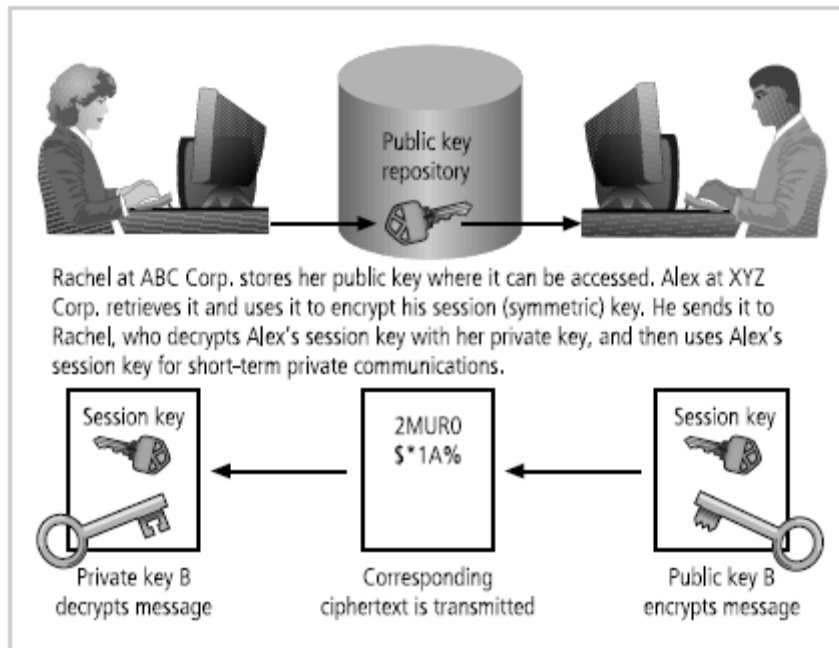 Public key
repository
Rachel at ABC Corp. stores her public key where it can be accessed. Alex at XYZ
Corp. retrieves it and uses it to encrypt his session (symmetric) key. He sends it to
Rachel, who decrypts Alex's session key with her private key, and then uses Alex's
session key for short-term private communications.
Session key
2MUR0
$*1A%
Session key
Private key B
decrypts message
Corresponding
ciphertext is transmitted
Public key B
encrypts message